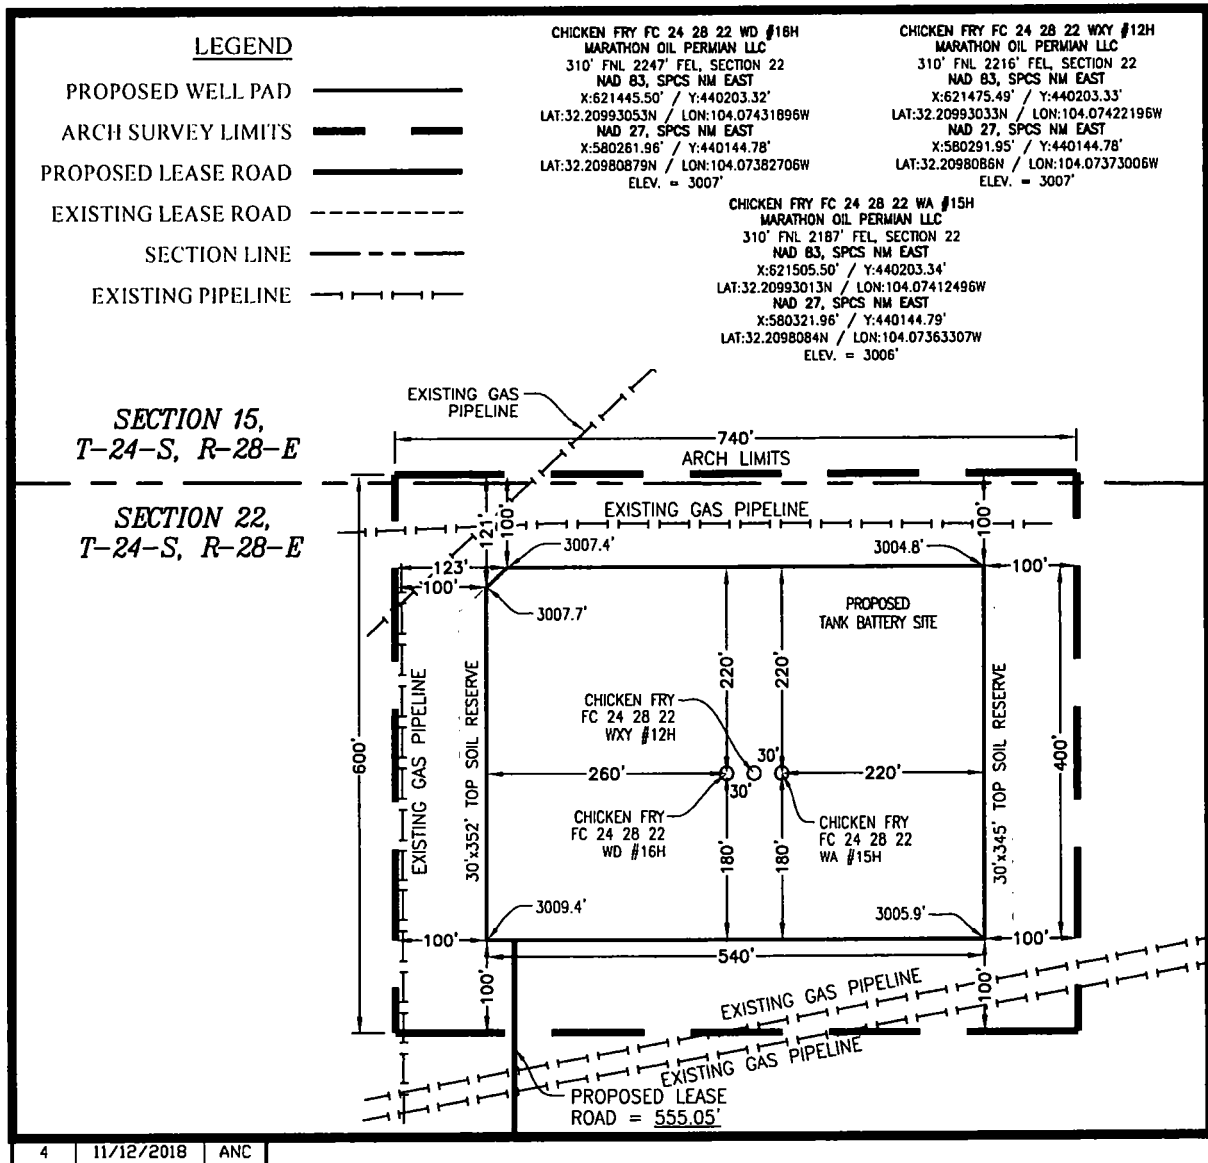 LEGEND
PROPOSED WELL PAD
ARCH SURVEY LIMITS
PROPOSED LEASE ROAD
EXISTING LEASE ROAD
SECTION LINE
EXISTING PIPELINE
CHICKEN FRY FC 24 28 22 WD #16H
MARATHON OIL PERMIAN LLC
310' FNL 2247' FEL, SECTION 22
NAD 83, SPCS NM EAST
X:621445.50' / Y:440203.32'
LAT:32.20993053N / LON:104.07431896W
NAD 27, SPCS NM EAST
X:580261.96' / Y:440144.78'
LAT:32.20980879N / LON:104.07382706W
ELEV. = 3007'
CHICKEN FRY FC 24 28 22 WXY #12H
MARATHON OIL PERMIAN LLC
310' FNL 2216' FEL, SECTION 22
NAD 83, SPCS NM EAST
X:621475.49' / Y:440203.33'
LAT:32.20993033N / LON:104.07422196W
NAD 27, SPCS NM EAST
X:580291.95' / Y:440144.78'
LAT:32.2098086N / LON:104.07373006W
ELEV. = 3007'
CHICKEN FRY FC 24 28 22 WA #15H
MARATHON OIL PERMIAN LLC
310' FNL 2187' FEL, SECTION 22
NAD 83, SPCS NM EAST
X:621505.50' / Y:440203.34'
LAT:32.20993013N / LON:104.07412496W
NAD 27, SPCS NM EAST
X:580321.96' / Y:440144.79'
LAT:32.2098084N / LON:104.07363307W
ELEV. = 3006'
EXISTING GAS
PIPELINE
SECTION 15,
T-24-S, R-28-E
740'
ARCH LIMITS
SECTION 22,
T-24-S, R-28-E
EXISTING GAS PIPELINE
121'
100'
100'
3007.4'
3004.8'
123'
100'
100'
100'
3007.7'
PROPOSED
TANK BATTERY SITE
220'
220'
CHICKEN FRY
FC 24 28 22
WXY #12H
600'
EXISTING GAS PIPELINE
30'x352' TOP SOIL RESERVE
30'
260'
30'
220'
30'x345' TOP SOIL RESERVE
400'
CHICKEN FRY
FC 24 28 22
WD #16H
180'
180'
CHICKEN FRY
FC 24 28 22
WA #15H
3009.4'
3005.9'
100'
100'
540'
100'
100'
EXISTING GAS PIPELINE
EXISTING GAS PIPELINE
PROPOSED LEASE
ROAD = 555.05'
4 11/12/2018 ANC